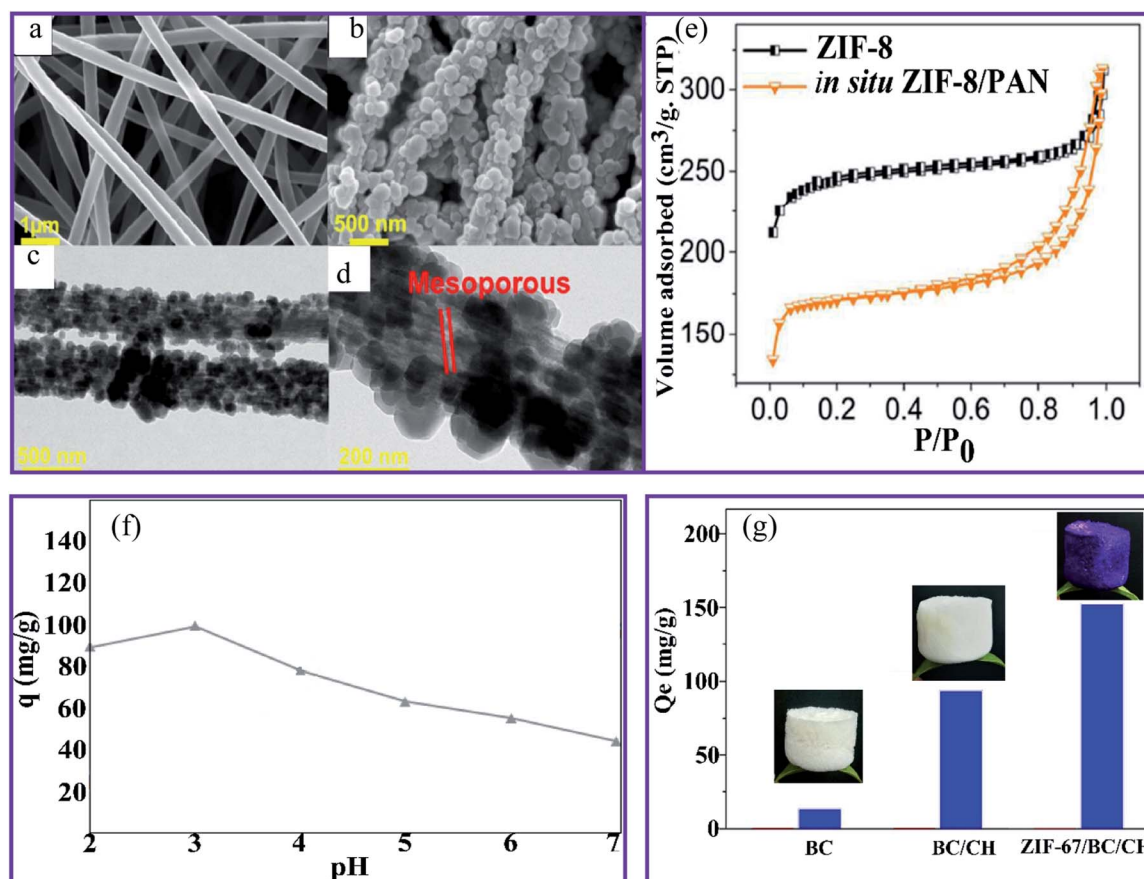 a
1µm
b
500 nm
c
500 nm
d
Mesoporous
200 nm
(e)
ZIF-8
in situ ZIF-8/PAN
Volume adsorbed (cm³/g. STP)
300
250
200
150
0.0 0.2 0.4 0.6 0.8 1.0
P/P₀
(f)
q (mg/g)
140
120
100
80
60
40
20
2 3 4 5 6 7
pH
(g)
Qe (mg/g)
200
150
100
50
0
BC BC/CH ZIF-67/BC/CH